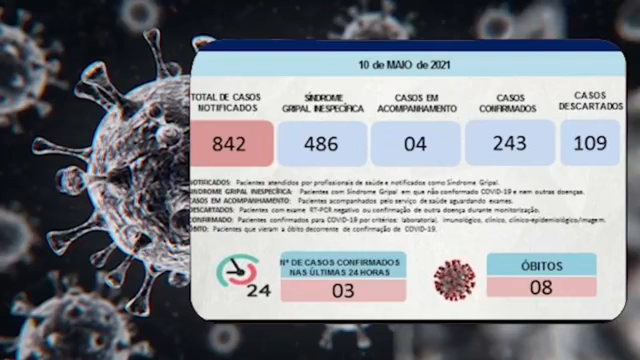 10 de MAIO de 2021
TOTAL DE CASOS NOTIFICADOS
842
SÍNDROME GRIPAL INESPECÍFICA
486
CASOS EM ACOMPANHAMENTO
04
CASOS CONFIRMADOS
243
CASOS DESCARTADOS
109
NOTIFICADOS: Pacientes atendidos por profissionais de saúde e notificados como Síndrome Gripal.
SÍNDROME GRIPAL INESPECÍFICA: Pacientes com Síndrome Gripal em que não confirmado COVID-19 e nem outras doenças.
CASOS EM ACOMPANHAMENTO: Pacientes acompanhados pelo serviço de saúde aguardando exames.
DESCARTADOS: Pacientes com exame RT-PCR negativo ou confirmação de outra doença durante monitorização.
CONFIRMADO: Pacientes confirmados para COVID-19 por critérios: laboratorial, imunológico, clínico, clínico-epidemiológico/imagem.
ÓBITO: Pacientes que vieram a óbito decorrente de confirmação de COVID-19.
24
Nº DE CASOS CONFIRMADOS
NAS ÚLTIMAS 24 HORAS
03
ÓBITOS
08